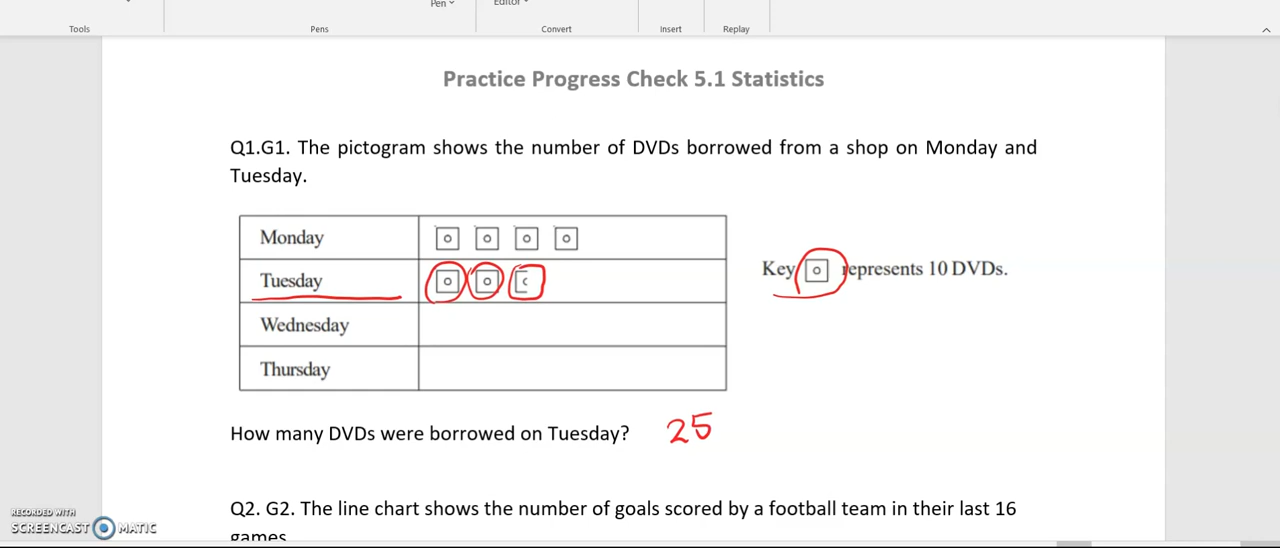 Pen
Editor
Tools
Pens
Convert
Insert
Replay
Practice Progress Check 5.1 Statistics
Q1.G1. The pictogram shows the number of DVDs borrowed from a shop on Monday and
Tuesday.
Monday
Tuesday
Key represents 10 DVDs.
Wednesday
Thursday
How many DVDs were borrowed on Tuesday? 25
Q2. G2. The line chart shows the number of goals scored by a football team in their last 16
games
RECORDED WITH
SCREENCAST MATIC